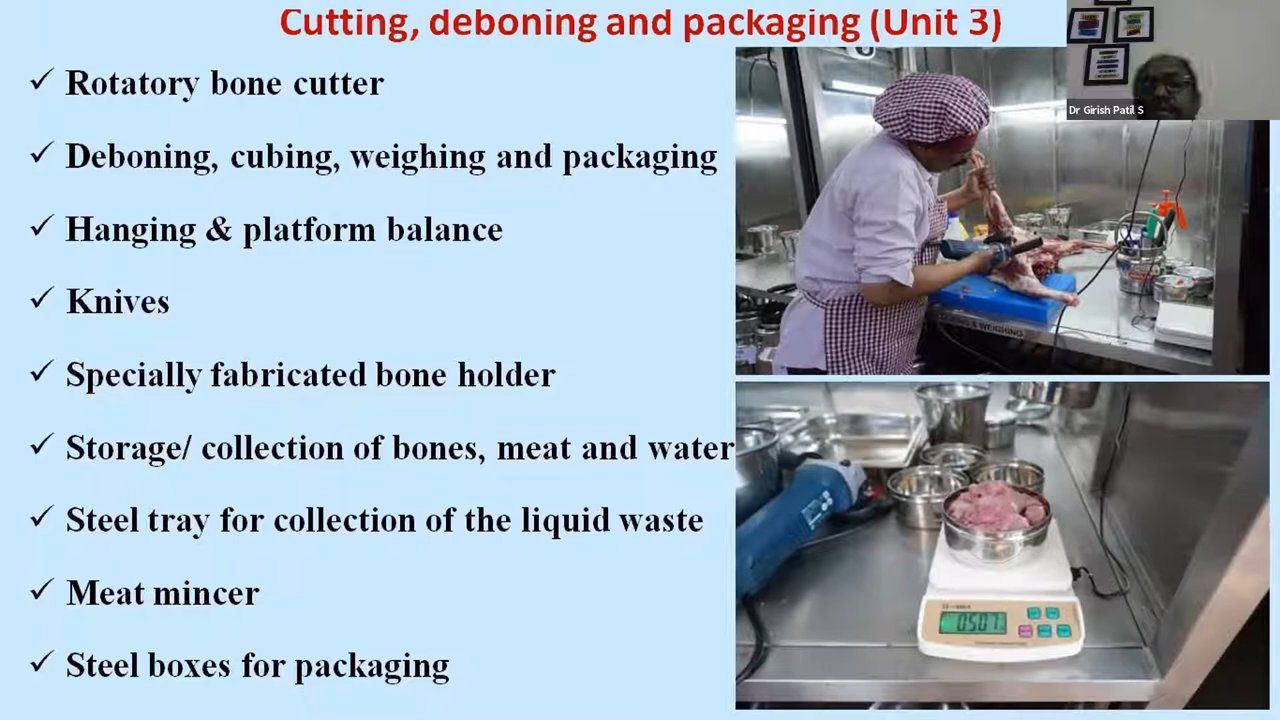 Cutting, deboning and packaging (Unit 3)
Dr Girish Patil S
✓ Rotatory bone cutter
✓ Deboning, cubing, weighing and packaging
✓ Hanging & platform balance
✓ Knives
✓ Specially fabricated bone holder
✓ Storage/ collection of bones, meat and water
✓ Steel tray for collection of the liquid waste
✓ Meat mincer
✓ Steel boxes for packaging
& WEIGHING
0507